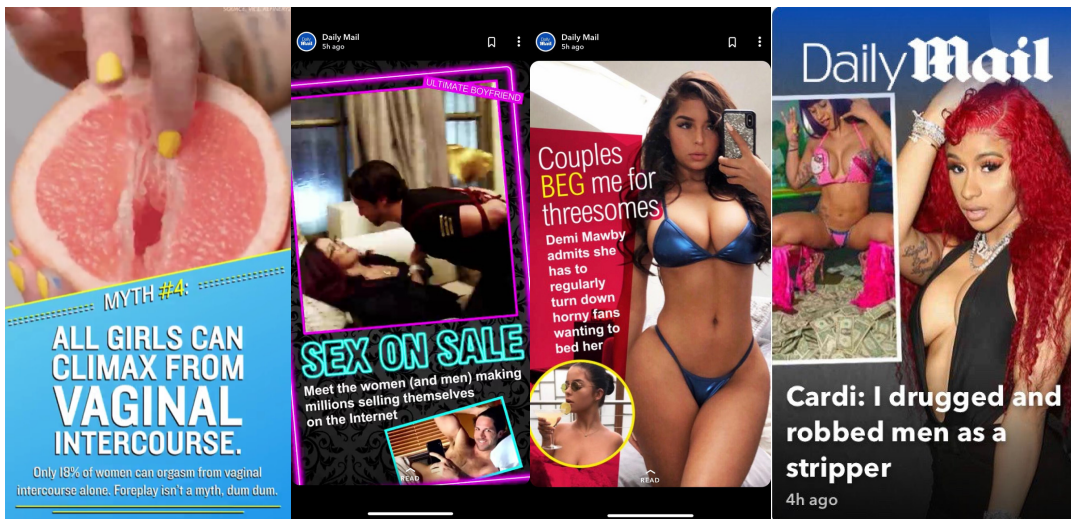 MYTH #4:
ALL GIRLS CAN
CLIMAX FROM
VAGINAL
INTERCOURSE.
Only 18% of women can orgasm from vaginal
intercourse alone. Foreplay isn't a myth, dum dum.
Daily Mail
5h ago
ULTIMATE BOYFRIEND
SEX ON SALE
Meet the women (and men) making
millions selling themselves
on the Internet
READ
Daily Mail
5h ago
Couples
BEG me for
threesomes
Demi Mawby
admits she
has to
regularly
turn down
horny fans
wanting to
bed her
READ
Daily Mail
Cardi: I drugged and
robbed men as a
stripper
4h ago